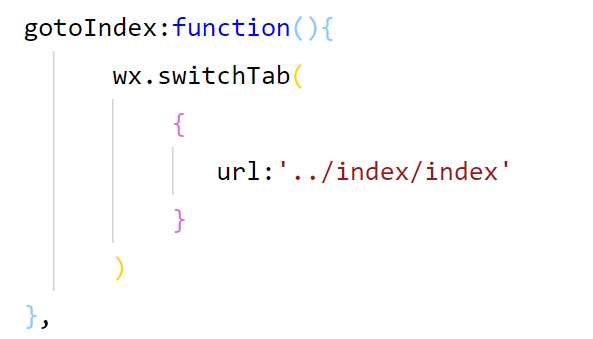 gotoIndex:function(){
wx.switchTab(
{
url:'../index/index'
}
)
},